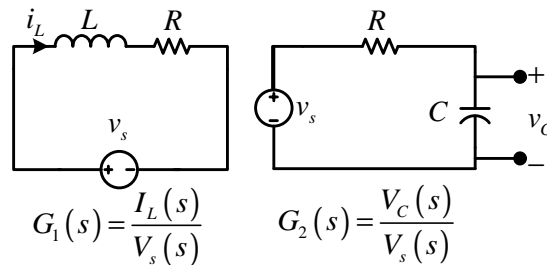 i_L L R
v_s
+ -
G_1(s) = I_L(s) / V_s(s)
R
+
-
v_s
C
+
v_C
-
G_2(s) = V_C(s) / V_s(s)